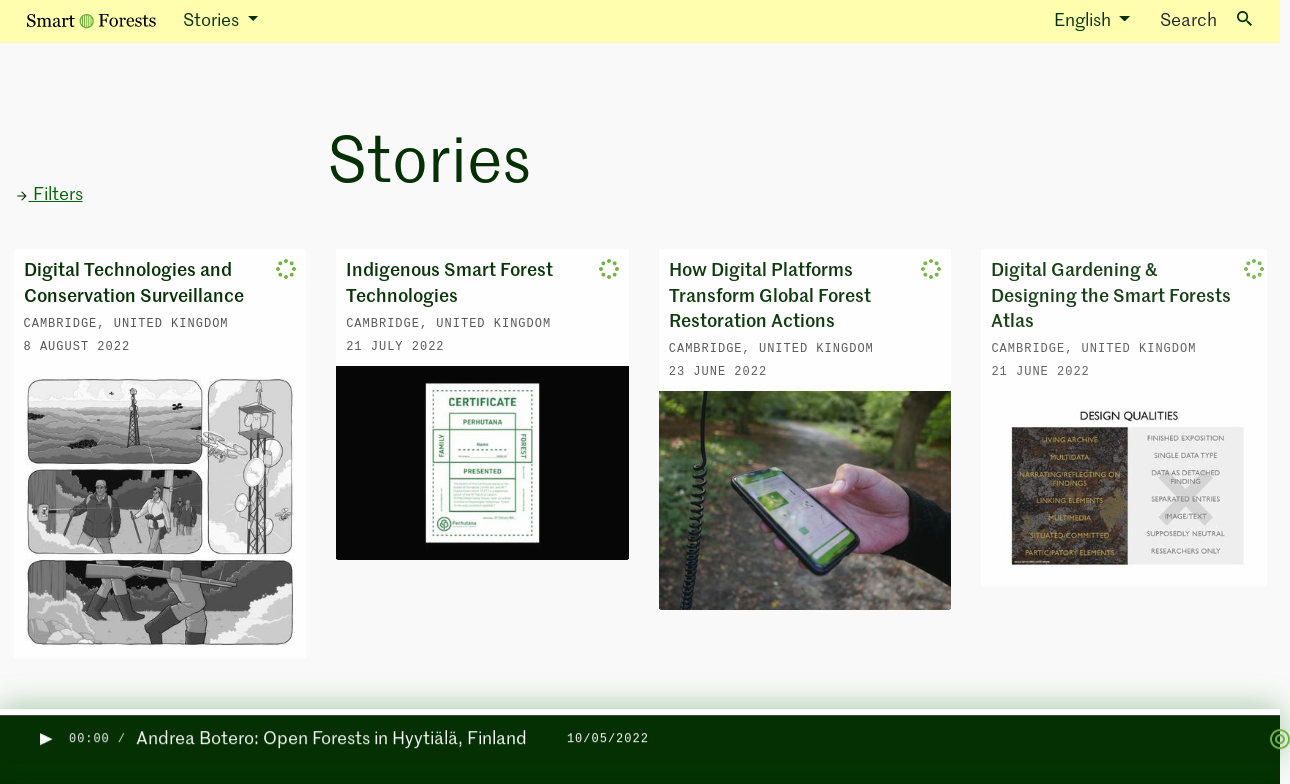 Smart Forests
Stories
English
Search
Stories
Filters
Digital Technologies and
Conservation Surveillance
CAMBRIDGE, UNITED KINGDOM
8 AUGUST 2022
Indigenous Smart Forest
Technologies
CAMBRIDGE, UNITED KINGDOM
21 JULY 2022
CERTIFICATE
PERHUTANA
FAMILY
Name
FOREST
PRESENTED
Perhutana
How Digital Platforms
Transform Global Forest
Restoration Actions
CAMBRIDGE, UNITED KINGDOM
23 JUNE 2022
Digital Gardening &
Designing the Smart Forests
Atlas
CAMBRIDGE, UNITED KINGDOM
21 JUNE 2022
DESIGN QUALITIES
LIVING ARCHIVE
MULTIDATA
NARRATING/REFLECTING ON
FINDINGS
LINKING ELEMENTS
MULTIMEDIA
SITUATED/COMMITTED
PARTICIPATORY ELEMENTS
FINISHED EXPOSITION
SINGLE DATA TYPE
DATA AS DETACHED
FINDING
SEPARATED ENTRIES
IMAGE/TEXT
SUPPOSEDLY NEUTRAL
RESEARCHERS ONLY
00:00 / Andrea Botero: Open Forests in Hyytiälä, Finland 10/05/2022